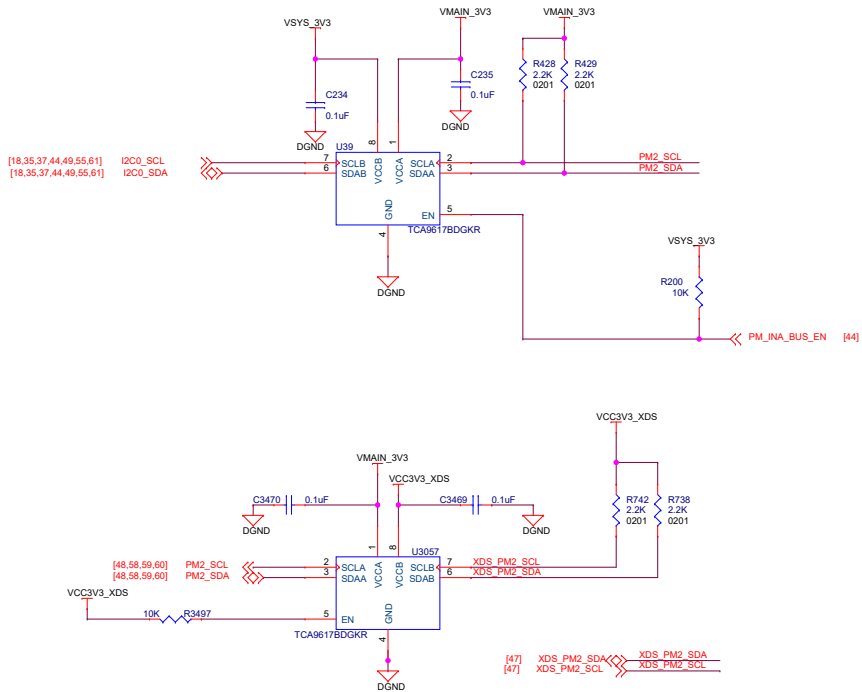 VMAIN_3V3
VMAIN_3V3
VSYS_3V3
C234
0.1uF
DGND
C235
0.1uF
DGND
R428
2.2K
0201
R429
2.2K
0201
U39
8
1
[18,35,37,44,49,55,61] I2C0_SCL
7 SCLB
SCLA 2
PM2_SCL
[18,35,37,44,49,55,61] I2C0_SDA
6 SDAB
SDAA 3
PM2_SDA
VCCB
VCCA
GND
EN 5
4
TCA9617BDGKR
DGND
VSYS_3V3
R200
10K
PM_INA_BUS_EN [44]
VCC3V3_XDS
VMAIN_3V3
VCC3V3_XDS
C3470 0.1uF
DGND
C3469 0.1uF
DGND
R742
2.2K
0201
R738
2.2K
0201
U3057
1
8
[48,58,59,60] PM2_SCL
2 SCLA
SCLB 7
XDS_PM2_SCL
[48,58,59,60] PM2_SDA
3 SDAA
SDAB 6
XDS_PM2_SDA
VCCA
VCCB
VCC3V3_XDS
10K R3497
5 EN
GND
TCA9617BDGKR
4
DGND
[47] XDS_PM2_SDA XDS_PM2_SDA
[47] XDS_PM2_SCL XDS_PM2_SCL